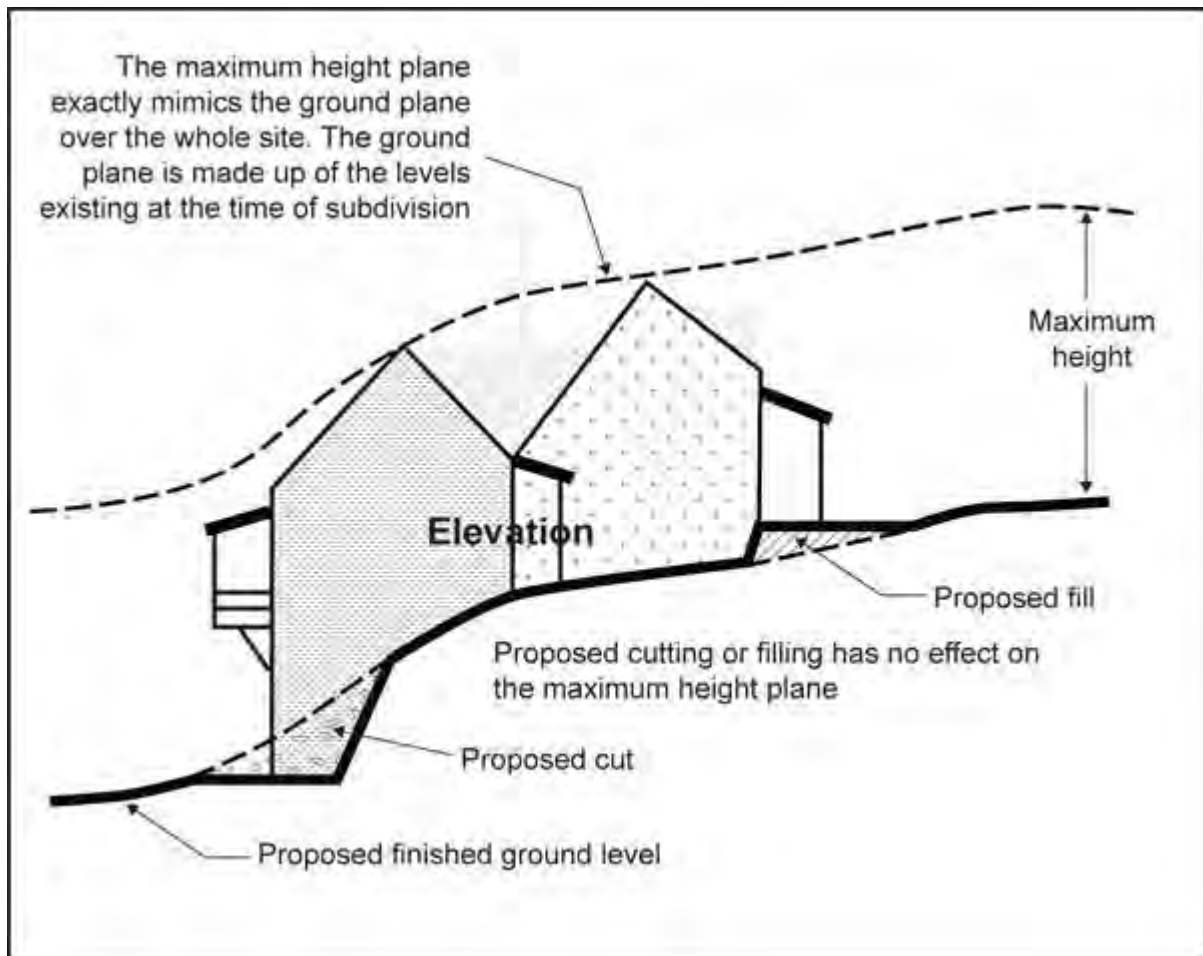 The maximum height plane
exactly mimics the ground plane
over the whole site. The ground
plane is made up of the levels
existing at the time of subdivision
Maximum
height
Elevation
Proposed fill
Proposed cutting or filling has no effect on
the maximum height plane
Proposed cut
Proposed finished ground level